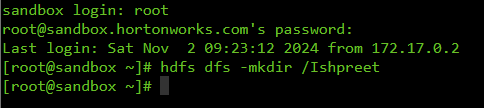 sandbox login: root
root@sandbox.hortonworks.com's password:
Last login: Sat Nov  2 09:23:12 2024 from 172.17.0.2
[root@sandbox ~]# hdfs dfs -mkdir /Ishpreet
[root@sandbox ~]#